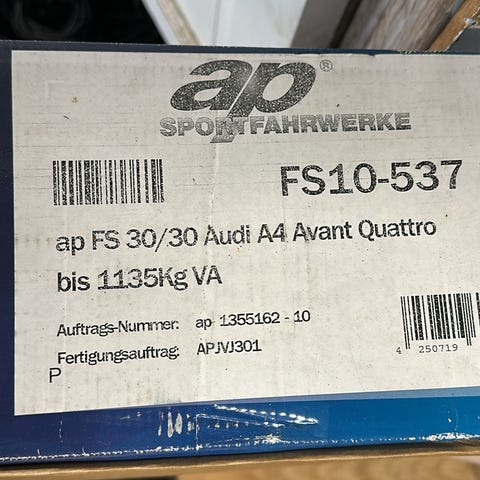 ap®
SPORTFAHRWERKE
FS10-537
ap FS 30/30 Audi A4 Avant Quattro
bis 1135Kg VA
Auftrags-Nummer: ap 1355162 - 10
Fertigungsauftrag: APJVJ301
P
4 250719